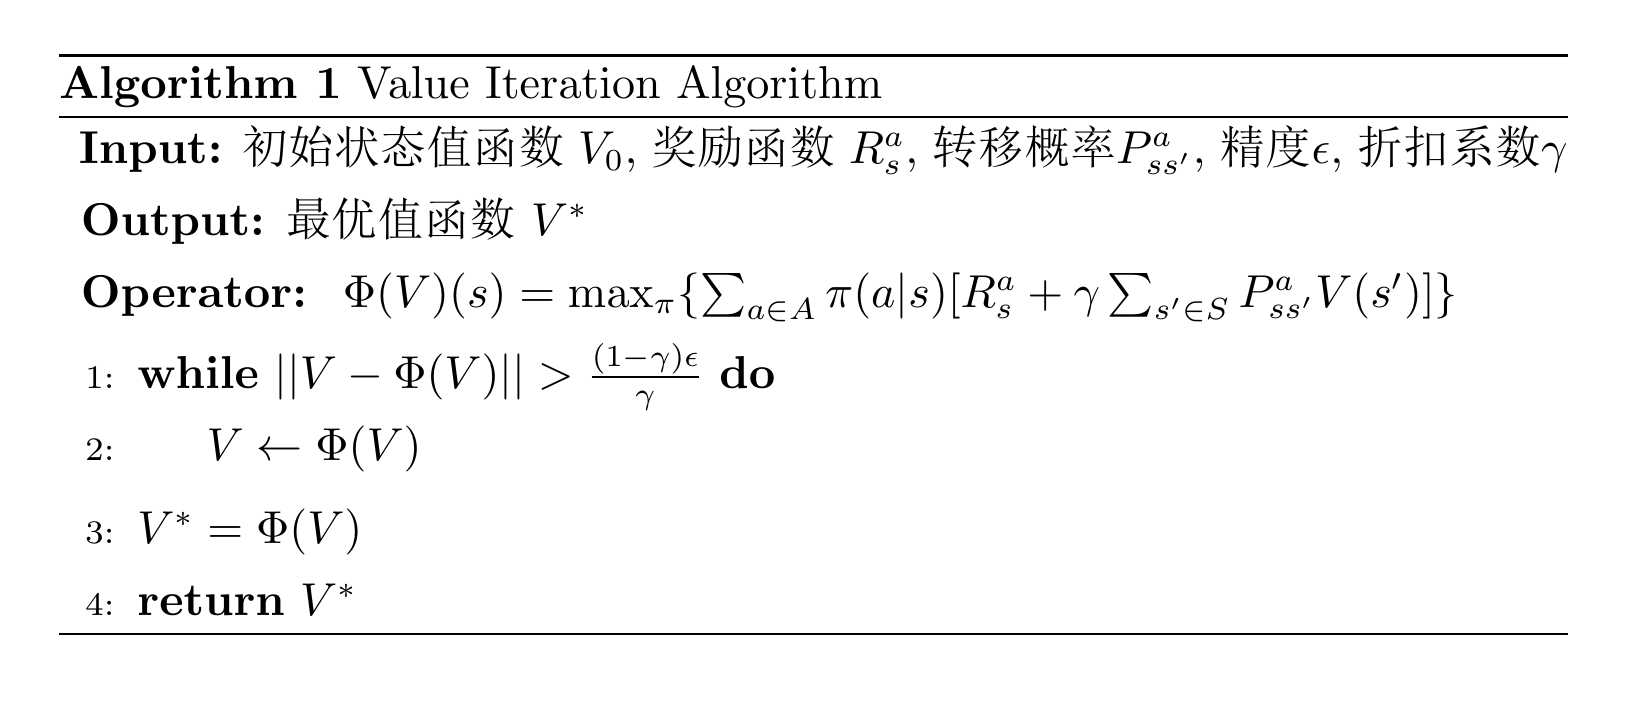 Algorithm 1 Value Iteration Algorithm
Input: 初始状态值函数 $V_0$, 奖励函数 $R_s^a$, 转移概率$P_{ss'}^a$, 精度$\epsilon$, 折扣系数$\gamma$
Output: 最优值函数 $V^*$
Operator: $\Phi(V)(s) = \max_{\pi}\{\sum_{a \in A} \pi(a|s)[R_s^a + \gamma \sum_{s' \in S} P_{ss'}^a V(s')]\}$
1: while $||V - \Phi(V)|| > \frac{(1-\gamma)\epsilon}{\gamma}$ do
2: $V \leftarrow \Phi(V)$
3: $V^* = \Phi(V)$
4: return $V^*$